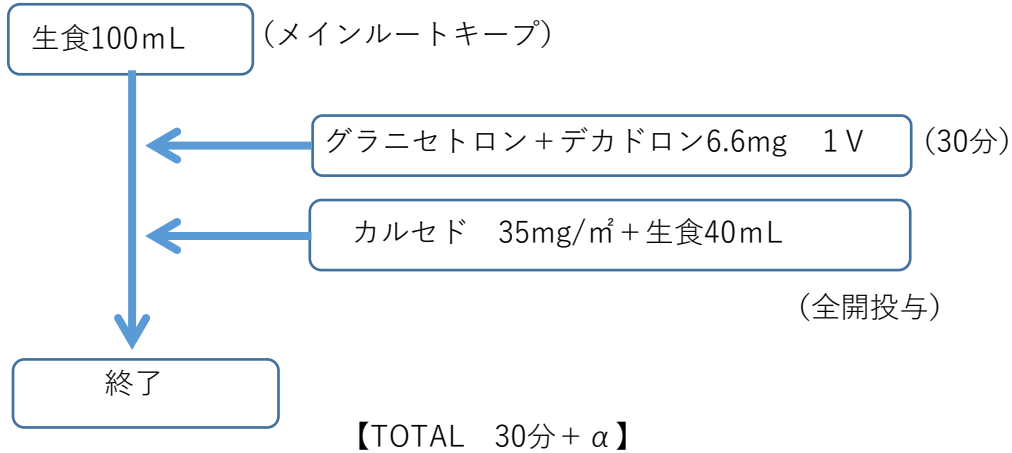 生食100mL
(メインルートキープ)
グラニセトロン+デカドロン6.6mg　1V
(30分)
カルセド　35mg/㎡+生食40mL
(全開投与)
終了
【TOTAL　30分+α】